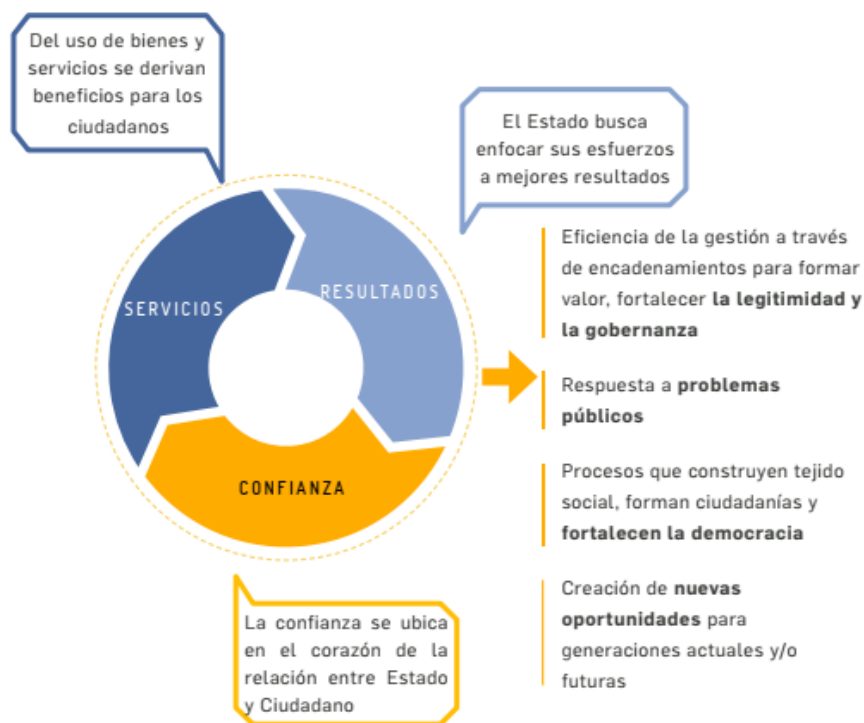 Del uso de bienes y
servicios se derivan
beneficios para los
ciudadanos
El Estado busca
enfocar sus esfuerzos
a mejores resultados
SERVICIOS
RESULTADOS
CONFIANZA
La confianza se ubica
en el corazón de la
relación entre Estado
y Ciudadano
Eficiencia de la gestión a través
de encadenamientos para formar
valor, fortalecer la legitimidad y
la gobernanza
Respuesta a problemas
públicos
Procesos que construyen tejido
social, forman ciudadanías y
fortalecen la democracia
Creación de nuevas
oportunidades para
generaciones actuales y/o
futuras